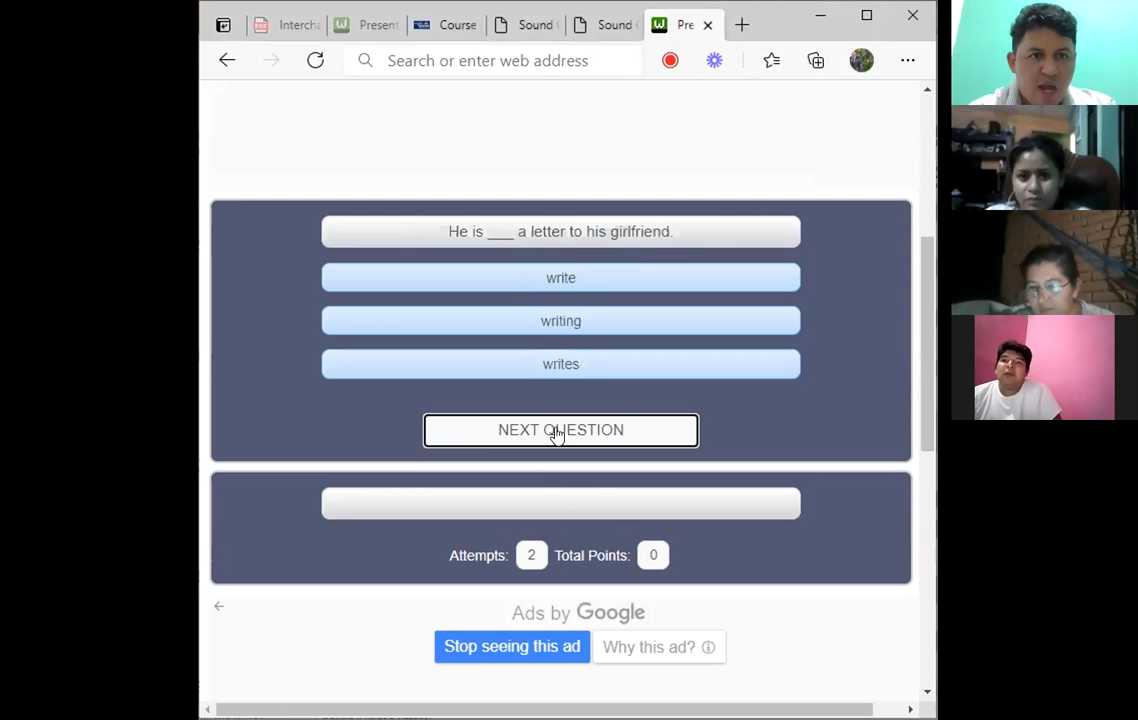 Interch
Present
Course
Sound
Sound
Pre
Search or enter web address
He is ___ a letter to his girlfriend.
write
writing
writes
NEXT QUESTION
Attempts: 2 Total Points: 0
Ads by Google
Stop seeing this ad
Why this ad?